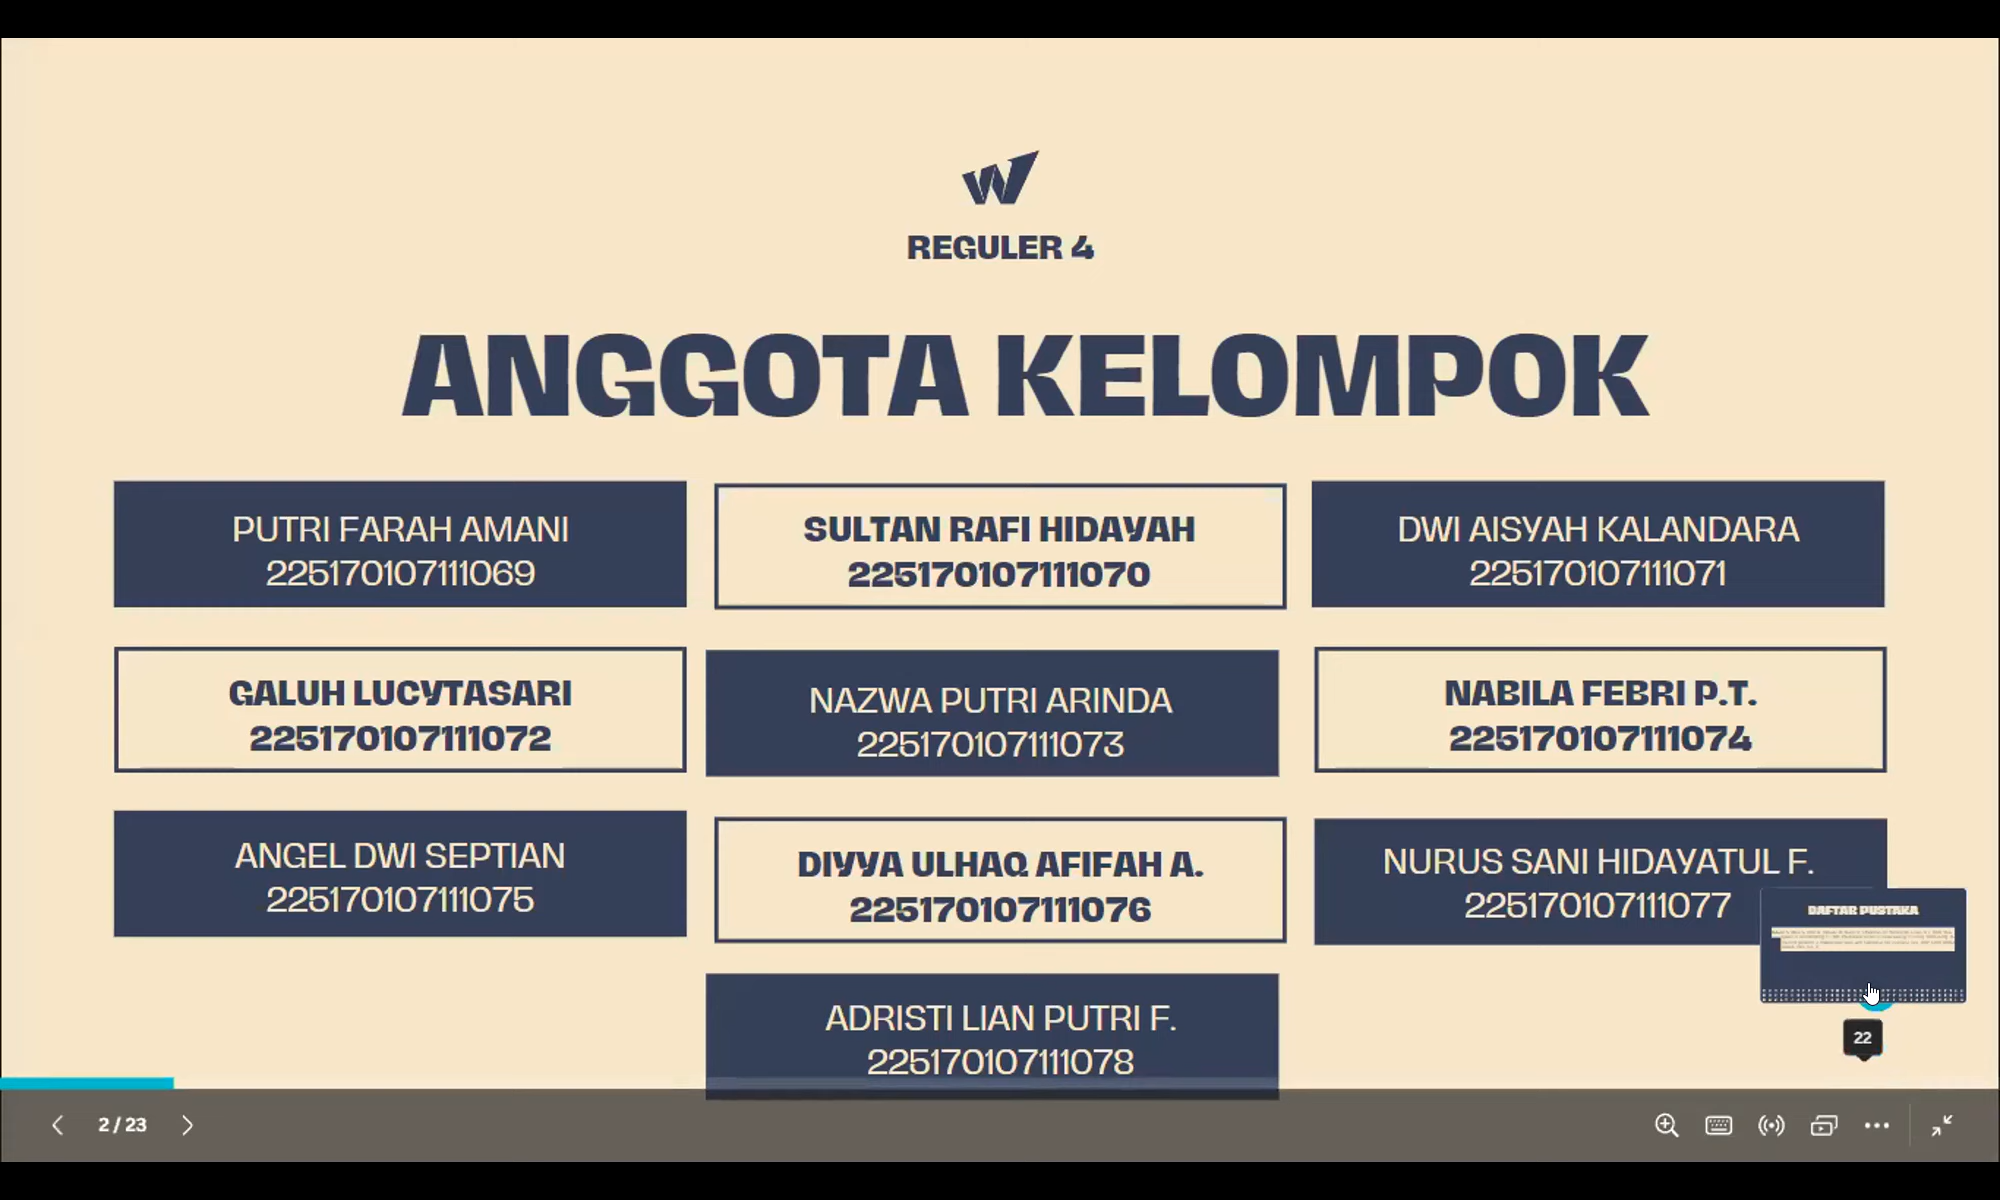 W
REGULER 4
ANGGOTA KELOMPOK
PUTRI FARAH AMANI
225170107111069
SULTAN RAFI HIDAYAH
225170107111070
DWI AISYAH KALANDARA
225170107111071
GALUH LUCYTASARI
225170107111072
NAZWA PUTRI ARINDA
225170107111073
NABILA FEBRI P.T.
225170107111074
ANGEL DWI SEPTIAN
225170107111075
DIYYA ULHAQ AFIFAH A.
225170107111076
NURUS SANI HIDAYATUL F.
225170107111077
DAFTAR PUSTAKA
ADRISTI LIAN PUTRI F.
225170107111078
22
2 / 23